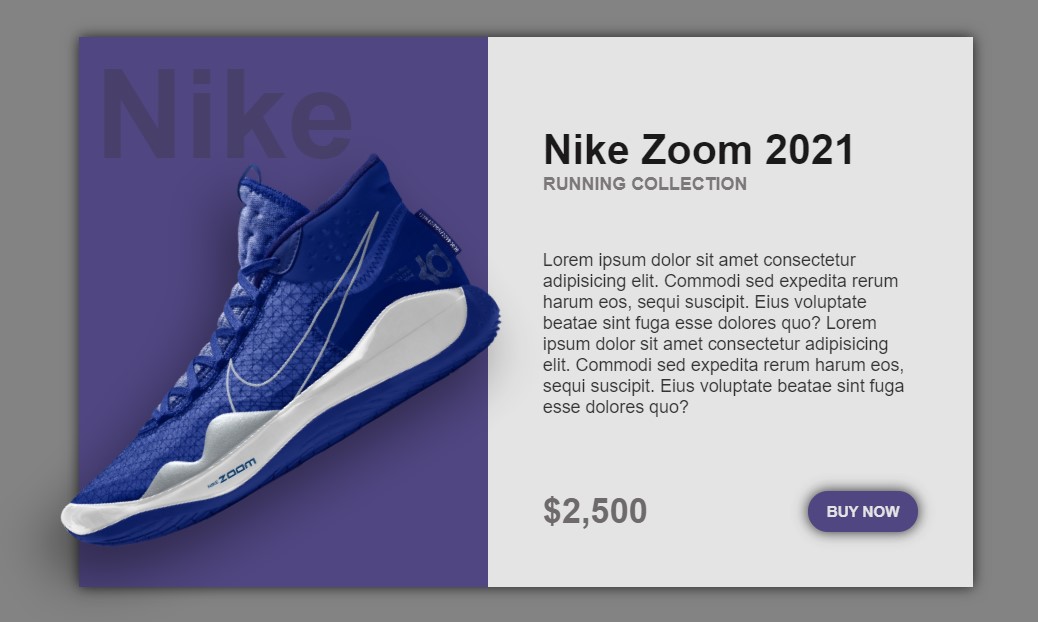 Nike
Nike Zoom 2021
RUNNING COLLECTION
Lorem ipsum dolor sit amet consectetur
adipisicing elit. Commodi sed expedita rerum
harum eos, sequi suscipit. Eius voluptate
beatae sint fuga esse dolores quo? Lorem
ipsum dolor sit amet consectetur adipisicing
elit. Commodi sed expedita rerum harum eos,
sequi suscipit. Eius voluptate beatae sint fuga
esse dolores quo?
NIKE ZOOM
$2,500
BUY NOW